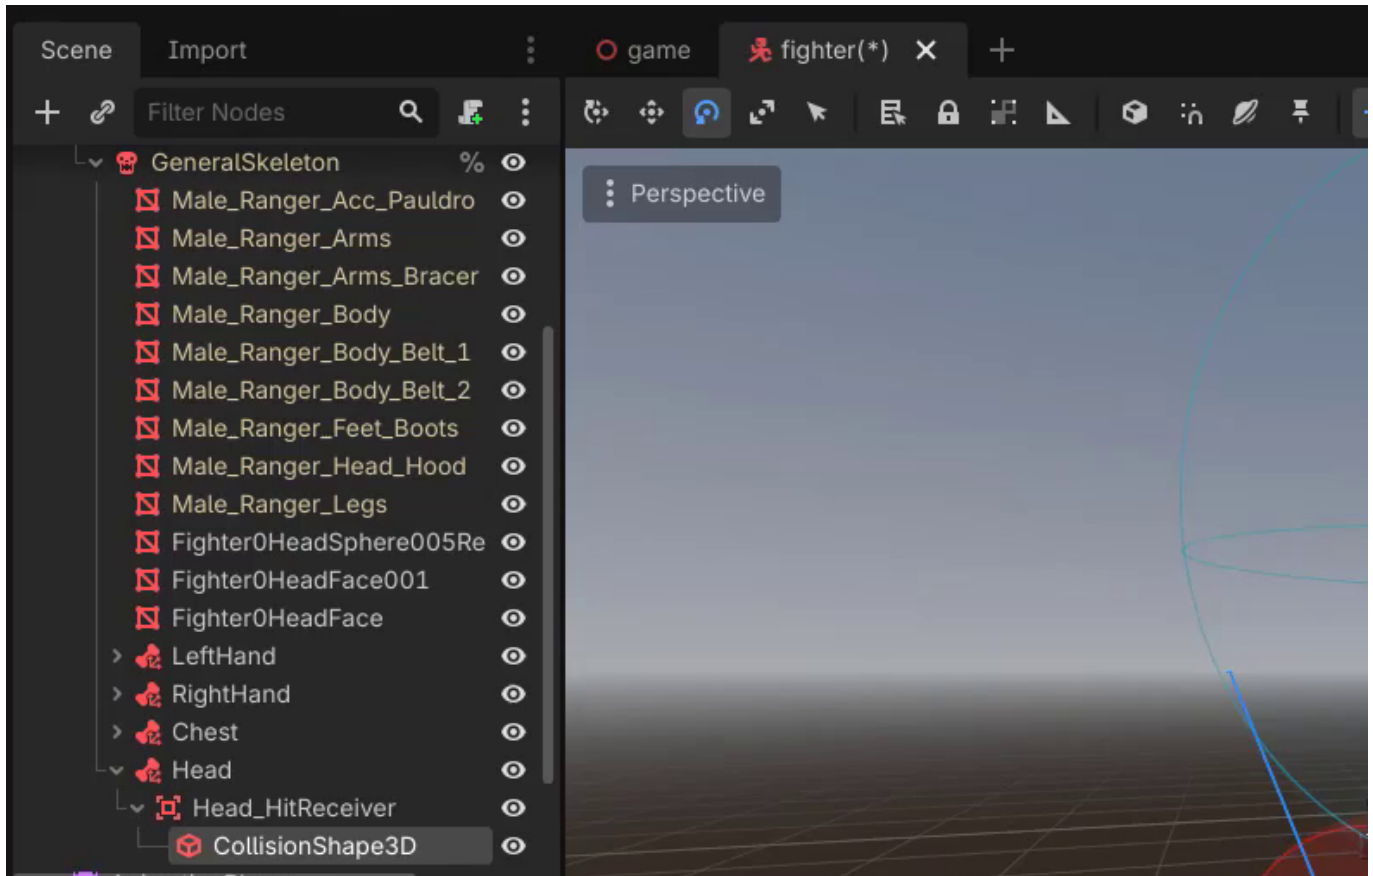 Scene
Import
game
fighter(*)
Filter Nodes
Perspective
GeneralSkeleton
Male_Ranger_Acc_Pauldro
Male_Ranger_Arms
Male_Ranger_Arms_Bracer
Male_Ranger_Body
Male_Ranger_Body_Belt_1
Male_Ranger_Body_Belt_2
Male_Ranger_Feet_Boots
Male_Ranger_Head_Hood
Male_Ranger_Legs
Fighter0HeadSphere005Re
Fighter0HeadFace001
Fighter0HeadFace
LeftHand
RightHand
Chest
Head
Head_HitReceiver
CollisionShape3D